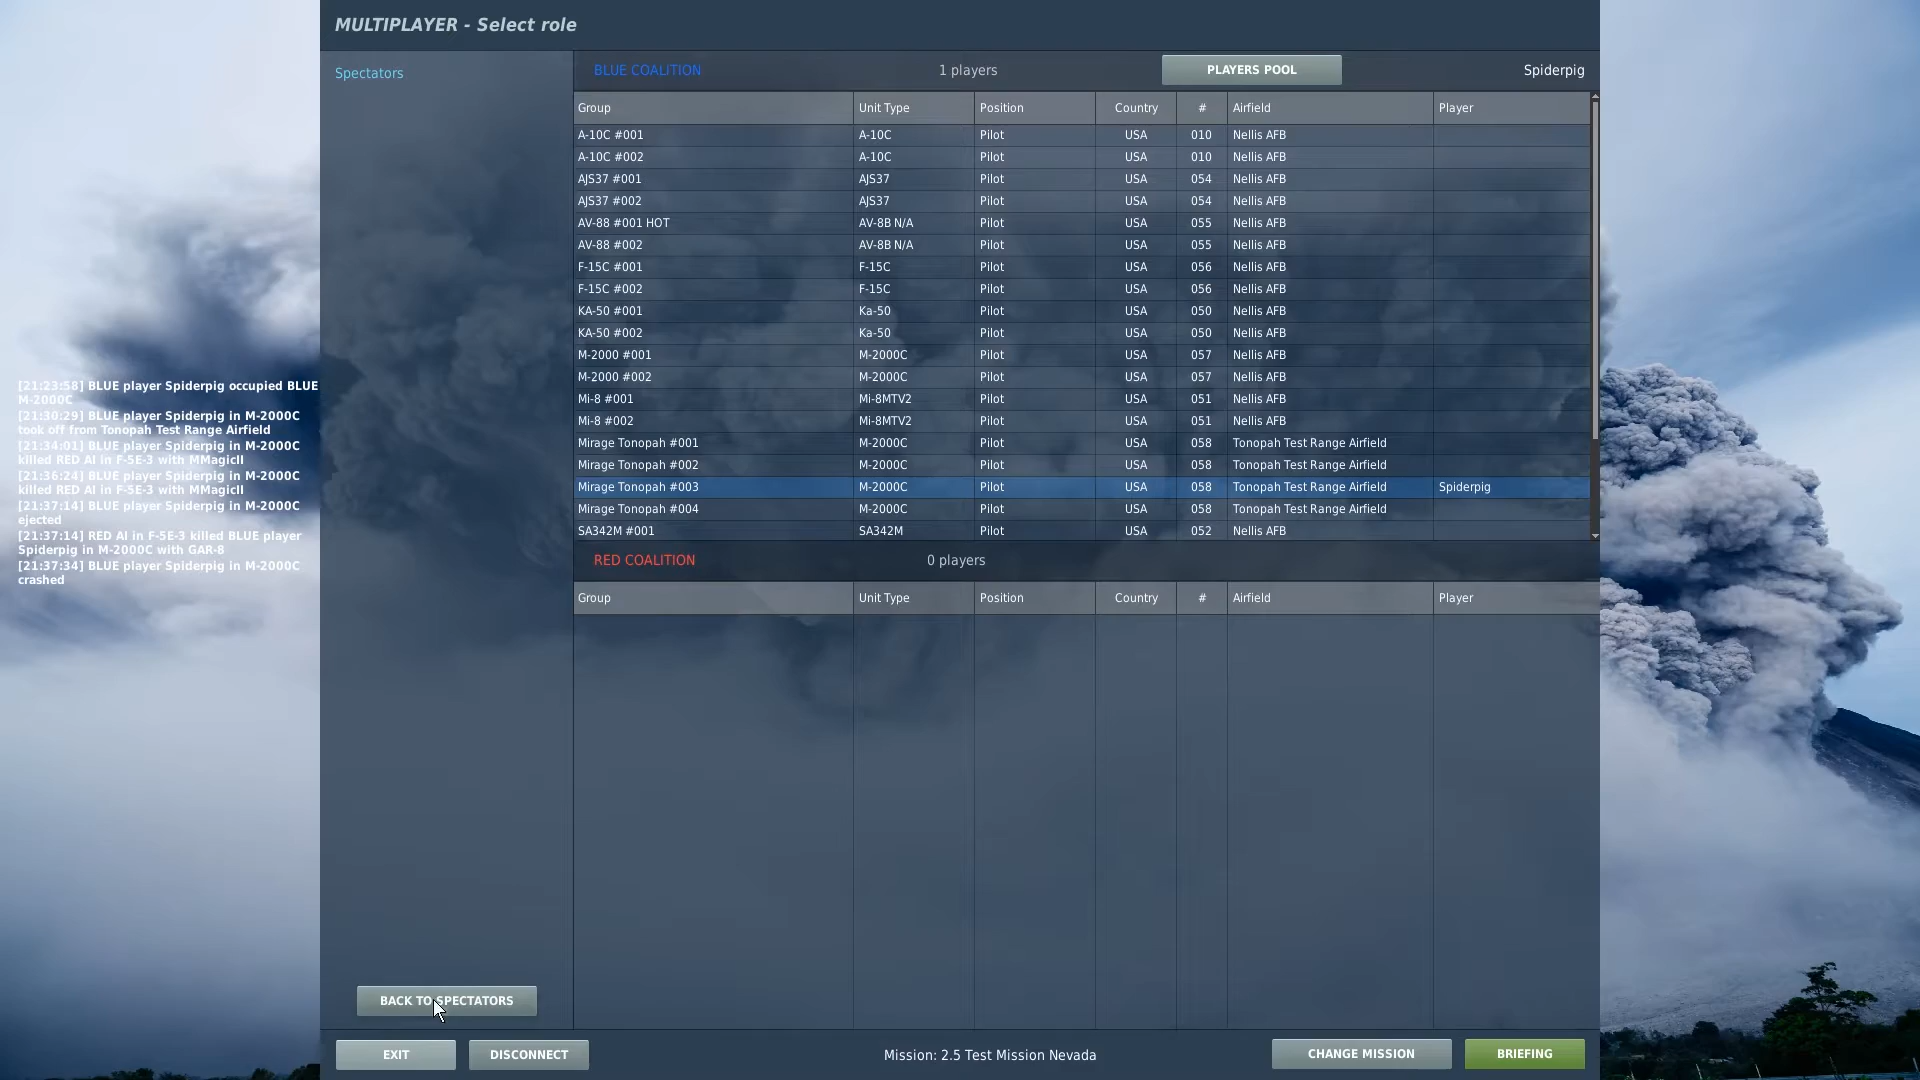 MULTIPLAYER - Select role
Spectators
BLUE COALITION 1 players PLAYERS POOL Spiderpig
Group Unit Type Position Country # Airfield Player
A-10C #001 A-10C Pilot USA 010 Nellis AFB
A-10C #002 A-10C Pilot USA 010 Nellis AFB
AJS37 #001 AJS37 Pilot USA 054 Nellis AFB
AJS37 #002 AJS37 Pilot USA 054 Nellis AFB
AV-88 #001 HOT AV-8B N/A Pilot USA 055 Nellis AFB
AV-88 #002 AV-8B N/A Pilot USA 055 Nellis AFB
F-15C #001 F-15C Pilot USA 056 Nellis AFB
F-15C #002 F-15C Pilot USA 056 Nellis AFB
KA-50 #001 Ka-50 Pilot USA 050 Nellis AFB
KA-50 #002 Ka-50 Pilot USA 050 Nellis AFB
M-2000 #001 M-2000C Pilot USA 057 Nellis AFB
M-2000 #002 M-2000C Pilot USA 057 Nellis AFB
Mi-8 #001 Mi-8MTV2 Pilot USA 051 Nellis AFB
Mi-8 #002 Mi-8MTV2 Pilot USA 051 Nellis AFB
Mirage Tonopah #001 M-2000C Pilot USA 058 Tonopah Test Range Airfield
Mirage Tonopah #002 M-2000C Pilot USA 058 Tonopah Test Range Airfield
Mirage Tonopah #003 M-2000C Pilot USA 058 Tonopah Test Range Airfield Spiderpig
Mirage Tonopah #004 M-2000C Pilot USA 058 Tonopah Test Range Airfield
SA342M #001 SA342M Pilot USA 052 Nellis AFB
[21:23:58] BLUE player Spiderpig occupied BLUE
M-2000C
[21:30:29] BLUE player Spiderpig in M-2000C
took off from Tonopah Test Range Airfield
[21:34:01] BLUE player Spiderpig in M-2000C
killed RED AI in F-5E-3 with MMagicII
[21:36:24] BLUE player Spiderpig in M-2000C
killed RED AI in F-5E-3 with MMagicII
[21:37:14] BLUE player Spiderpig in M-2000C
ejected
[21:37:14] RED AI in F-5E-3 killed BLUE player
Spiderpig in M-2000C with GAR-8
[21:37:34] BLUE player Spiderpig in M-2000C
crashed
RED COALITION 0 players
Group Unit Type Position Country # Airfield Player
BACK TO SPECTATORS
EXIT DISCONNECT Mission: 2.5 Test Mission Nevada CHANGE MISSION BRIEFING